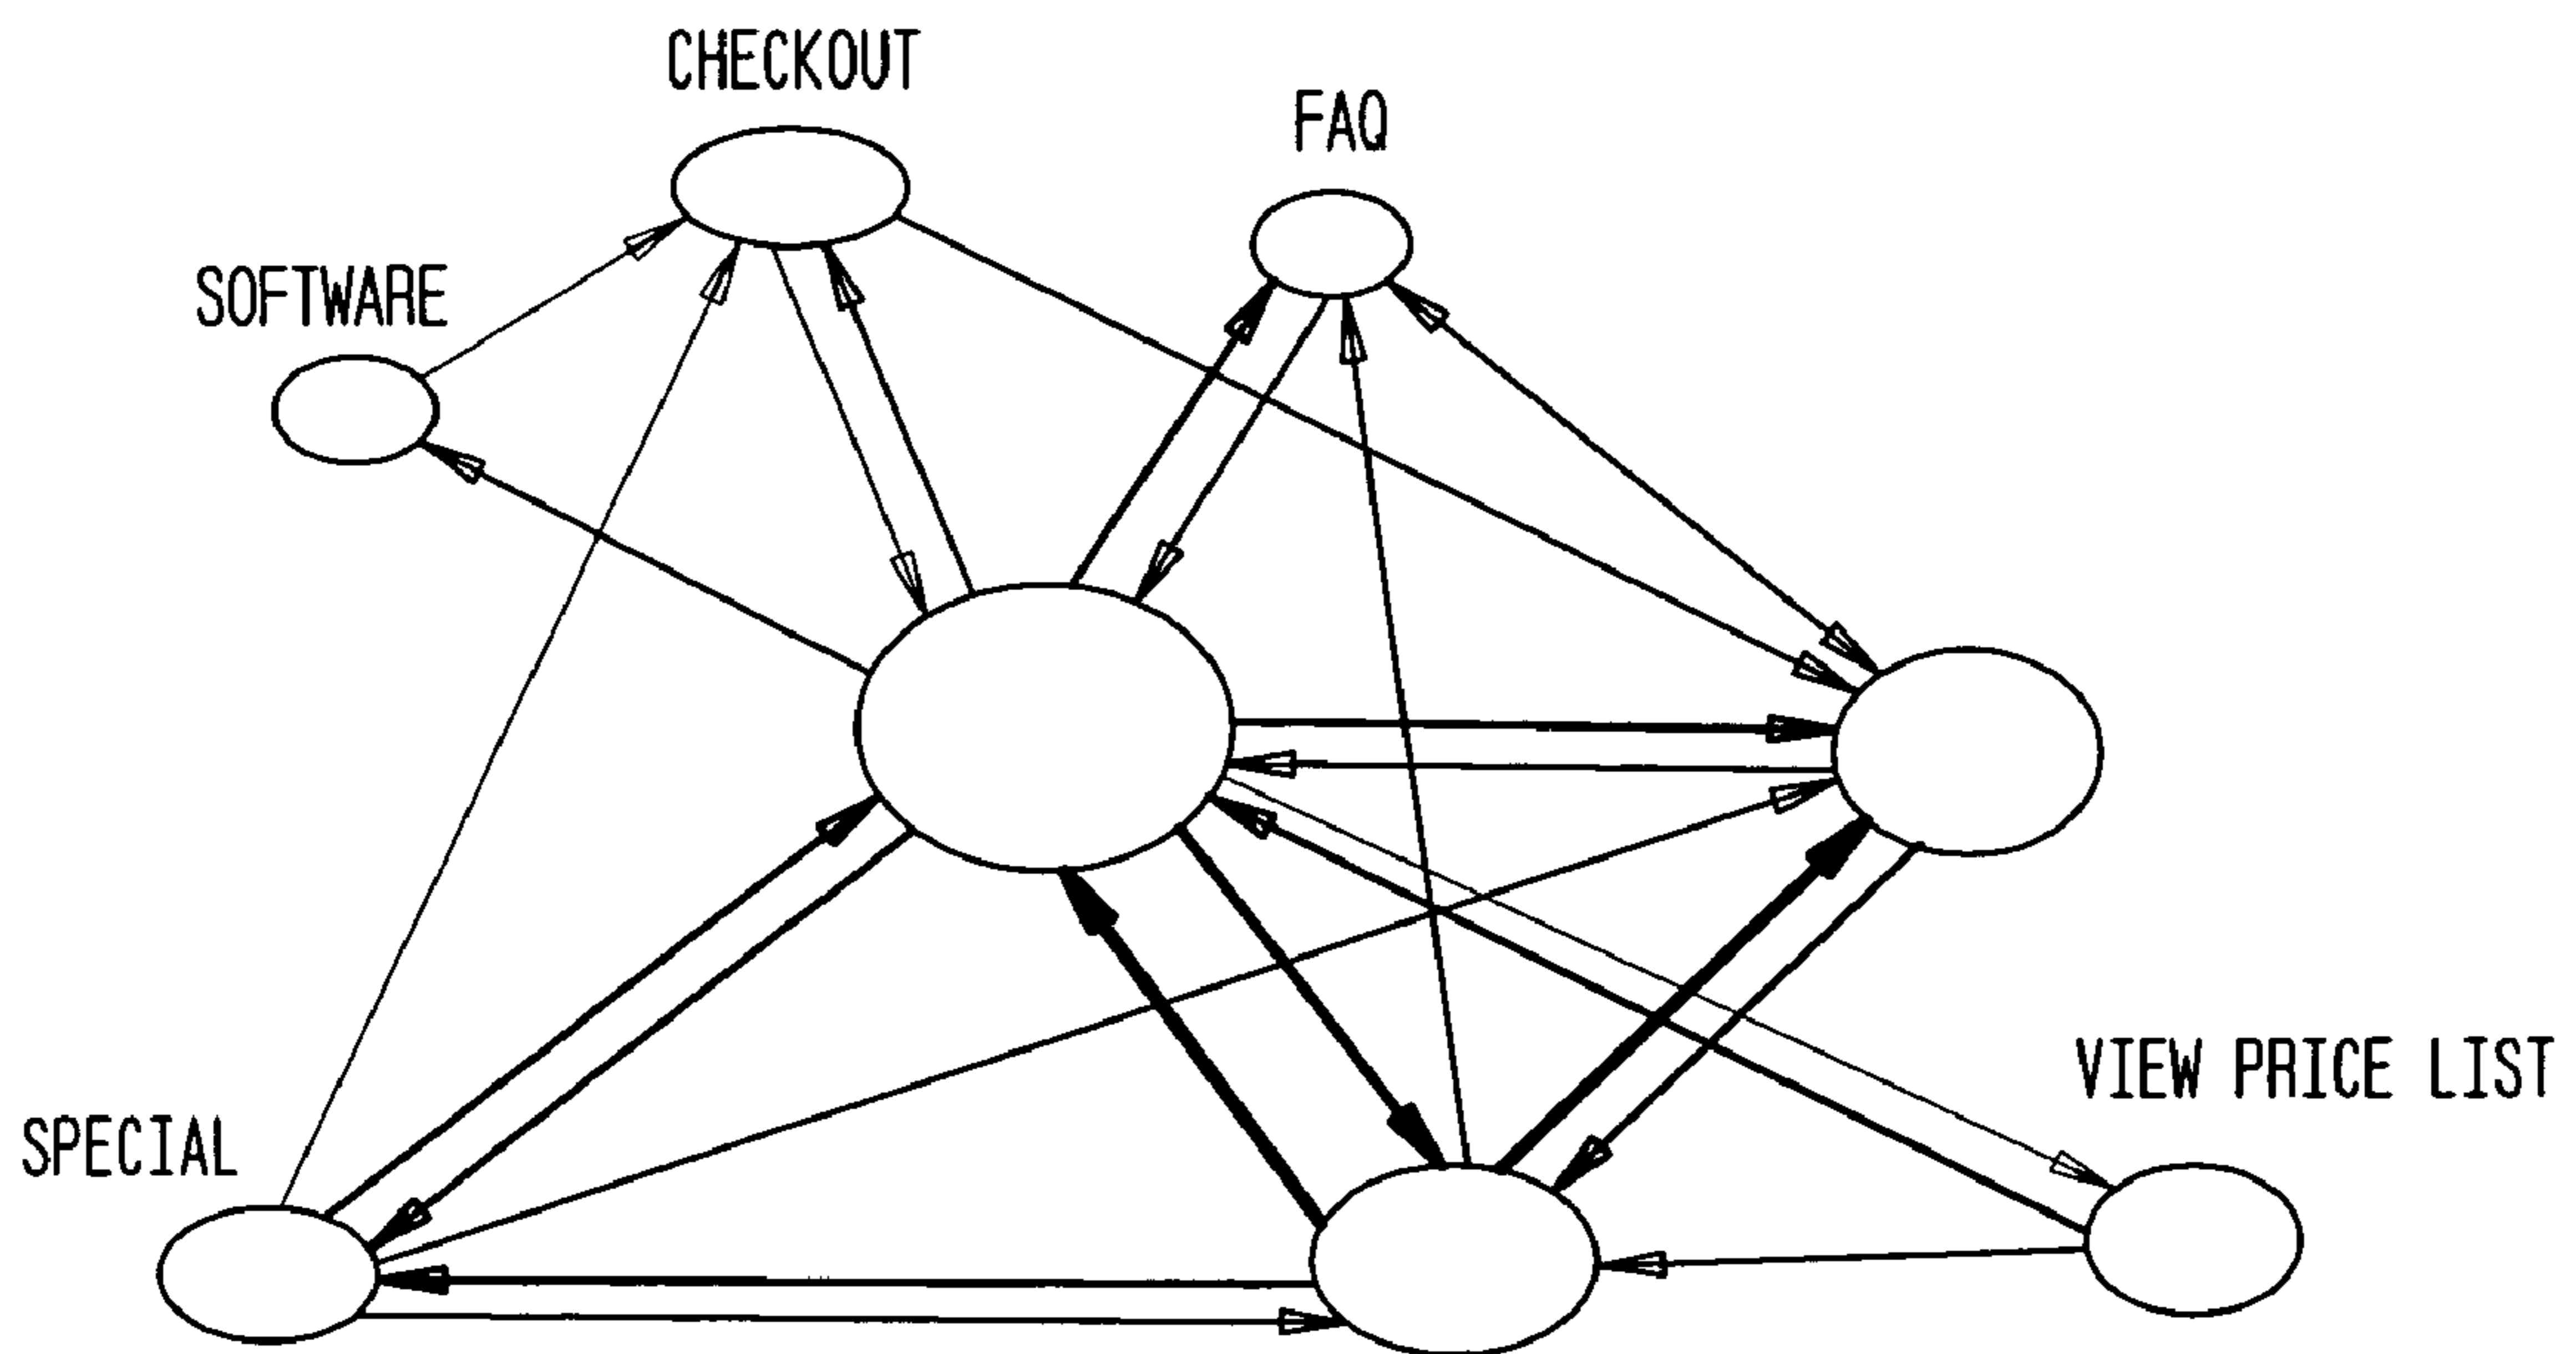 CHECKOUT
FAQ
SOFTWARE
VIEW PRICE LIST
SPECIAL